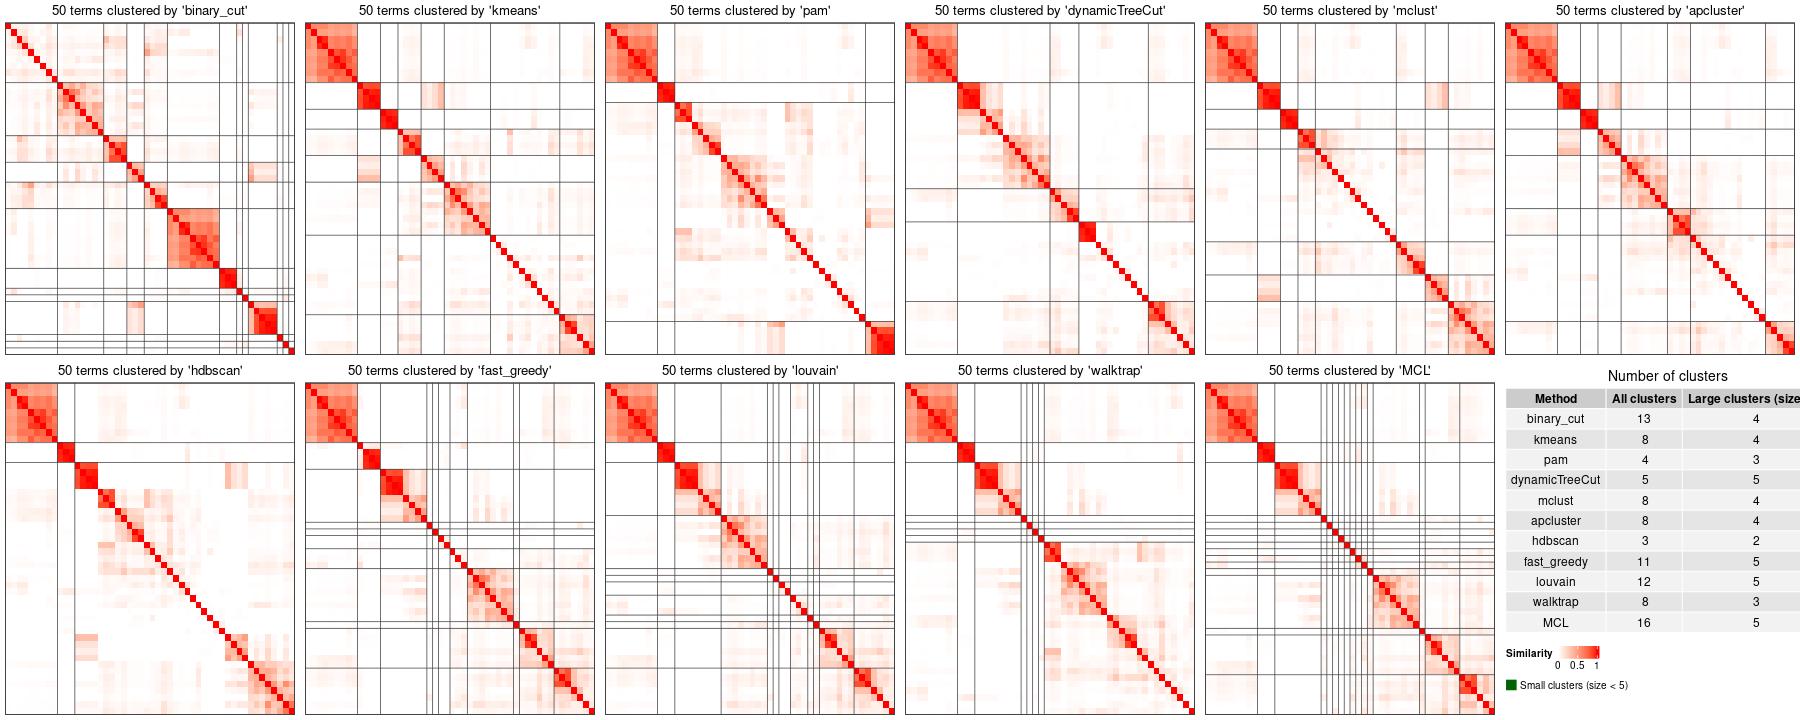 50 terms clustered by 'binary_cut'
50 terms clustered by 'kmeans'
50 terms clustered by 'pam'
50 terms clustered by 'dynamicTreeCut'
50 terms clustered by 'mclust'
50 terms clustered by 'apcluster'
50 terms clustered by 'hdbscan'
50 terms clustered by 'fast_greedy'
50 terms clustered by 'louvain'
50 terms clustered by 'walktrap'
50 terms clustered by 'MCL'
Number of clusters
Method All clusters Large clusters (size
binary_cut 13 4
kmeans 8 4
pam 4 3
dynamicTreeCut 5 5
mclust 8 4
apcluster 8 4
hdbscan 3 2
fast_greedy 11 5
louvain 12 5
walktrap 8 3
MCL 16 5
Similarity
0 0.5 1
Small clusters (size < 5)